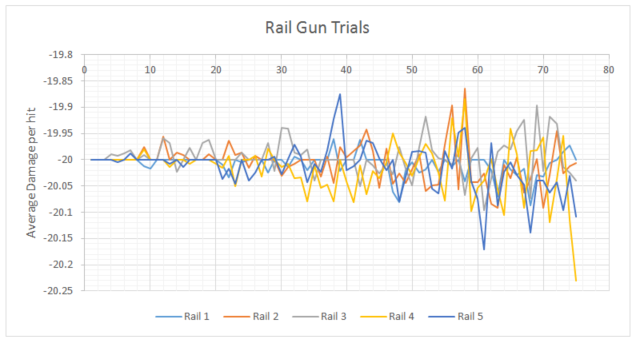 Rail Gun Trials
-19.8
0 10 20 30 40 50 60 70 80
-19.85
-19.9
-19.95
-20
-20.05
-20.1
-20.15
-20.2
-20.25
Average Damage per hit
Rail 1 Rail 2 Rail 3 Rail 4 Rail 5